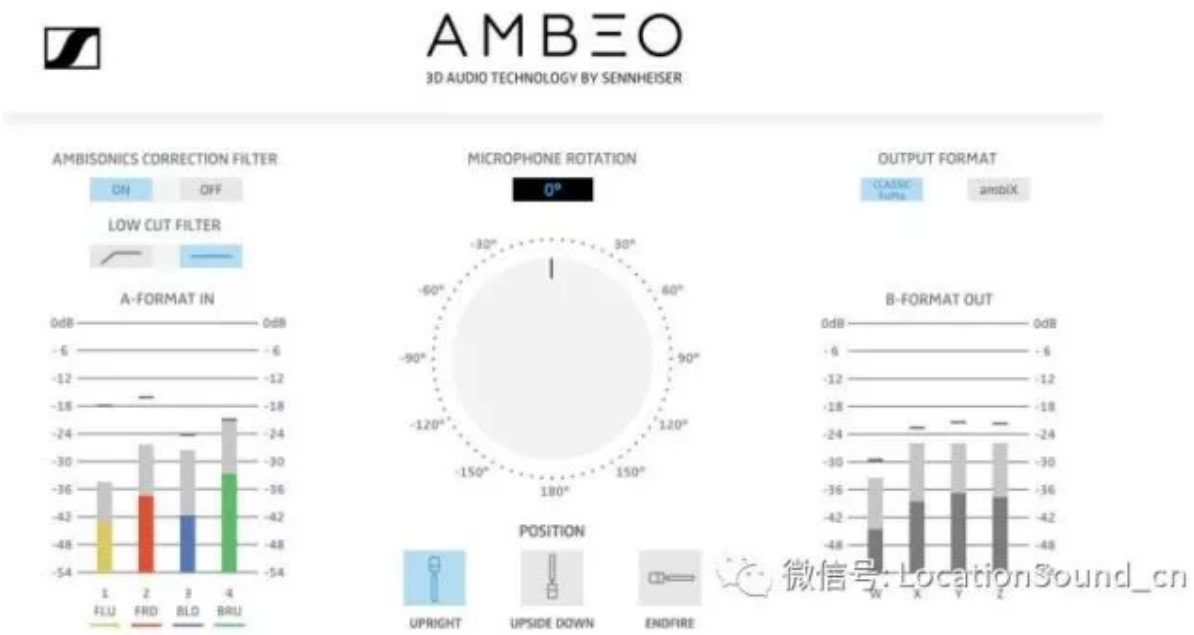 AMBEO
3D AUDIO TECHNOLOGY BY SENNHEISER
AMBISONICS CORRECTION FILTER
ON OFF
LOW CUT FILTER
A-FORMAT IN
0dB 0dB
-6 -6
-12 -12
-18 -18
-24 -24
-30 -30
-36 -36
-42 -42
-48 -48
-54 -54
1 2 3 4
FLU FRD BLD BRU
MICROPHONE ROTATION
0°
-30° 30°
-60° 60°
-90° 90°
-120° 120°
-150° 150°
180°
POSITION
UPRIGHT UPSIDE DOWN ENDFIRE
OUTPUT FORMAT
CLASSIC ambiX
FuMa
B-FORMAT OUT
0dB 0dB
-6 -6
-12 -12
-18 -18
-24 -24
-30 -30
-36 -36
-42 -42
-48 -48
W X Y Z
微信号: LocationSound_cn